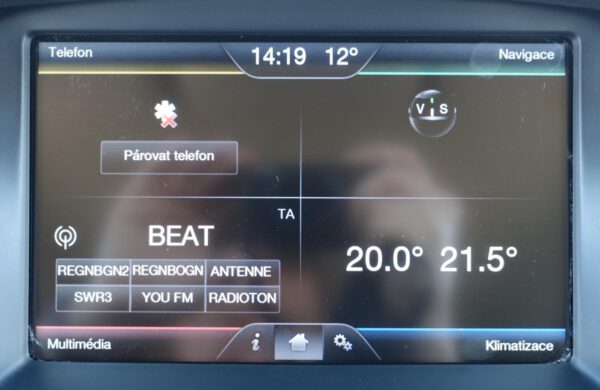 Telefon 14:19 12° Navigace
V S
Párovat telefon
TA
BEAT
20.0° 21.5°
REGNBGN2 REGNBOGN ANTENNE
SWR3 YOU FM RADIOTON
Multimédia i Klimatizace